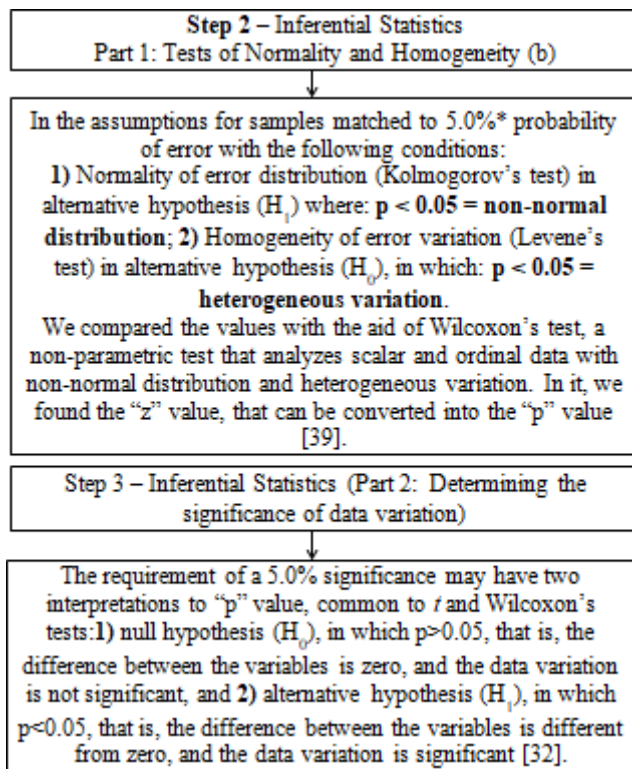 Step 2 – Inferential Statistics
Part 1: Tests of Normality and Homogeneity (b)
In the assumptions for samples matched to 5.0%* probability
of error with the following conditions:
1) Normality of error distribution (Kolmogorov's test) in
alternative hypothesis (H₁) where: p < 0.05 = non-normal
distribution; 2) Homogeneity of error variation (Levene's
test) in alternative hypothesis (H₀), in which: p < 0.05 =
heterogeneous variation.
We compared the values with the aid of Wilcoxon's test, a
non-parametric test that analyzes scalar and ordinal data with
non-normal distribution and heterogeneous variation. In it, we
found the “z” value, that can be converted into the “p” value
[39].
Step 3 – Inferential Statistics (Part 2: Determining the
significance of data variation)
The requirement of a 5.0% significance may have two
interpretations to “p” value, common to t and Wilcoxon's
tests:1) null hypothesis (H₀), in which p>0.05, that is, the
difference between the variables is zero, and the data variation
is not significant, and 2) alternative hypothesis (H₁), in which
p<0.05, that is, the difference between the variables is different
from zero, and the data variation is significant [32].